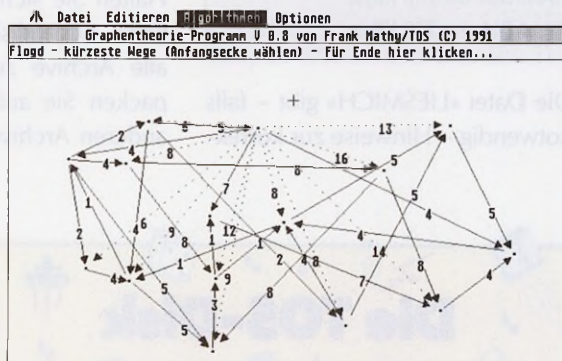 Datei Editieren Algorithmen Optionen
Graphentheorie-Programm V 0.8 von Frank Mathy/TOS (C) 1991
Flogd - kürzeste Wege (Anfangsecke wählen) - Für Ende hier klicken...
2 5 13
4 8 16 8 5
1 7 8 5 4 5
4 6 9 1 12 1 4
2 8 2 4 8 14 8
4 1 5 9 7 4
5 3 8
5